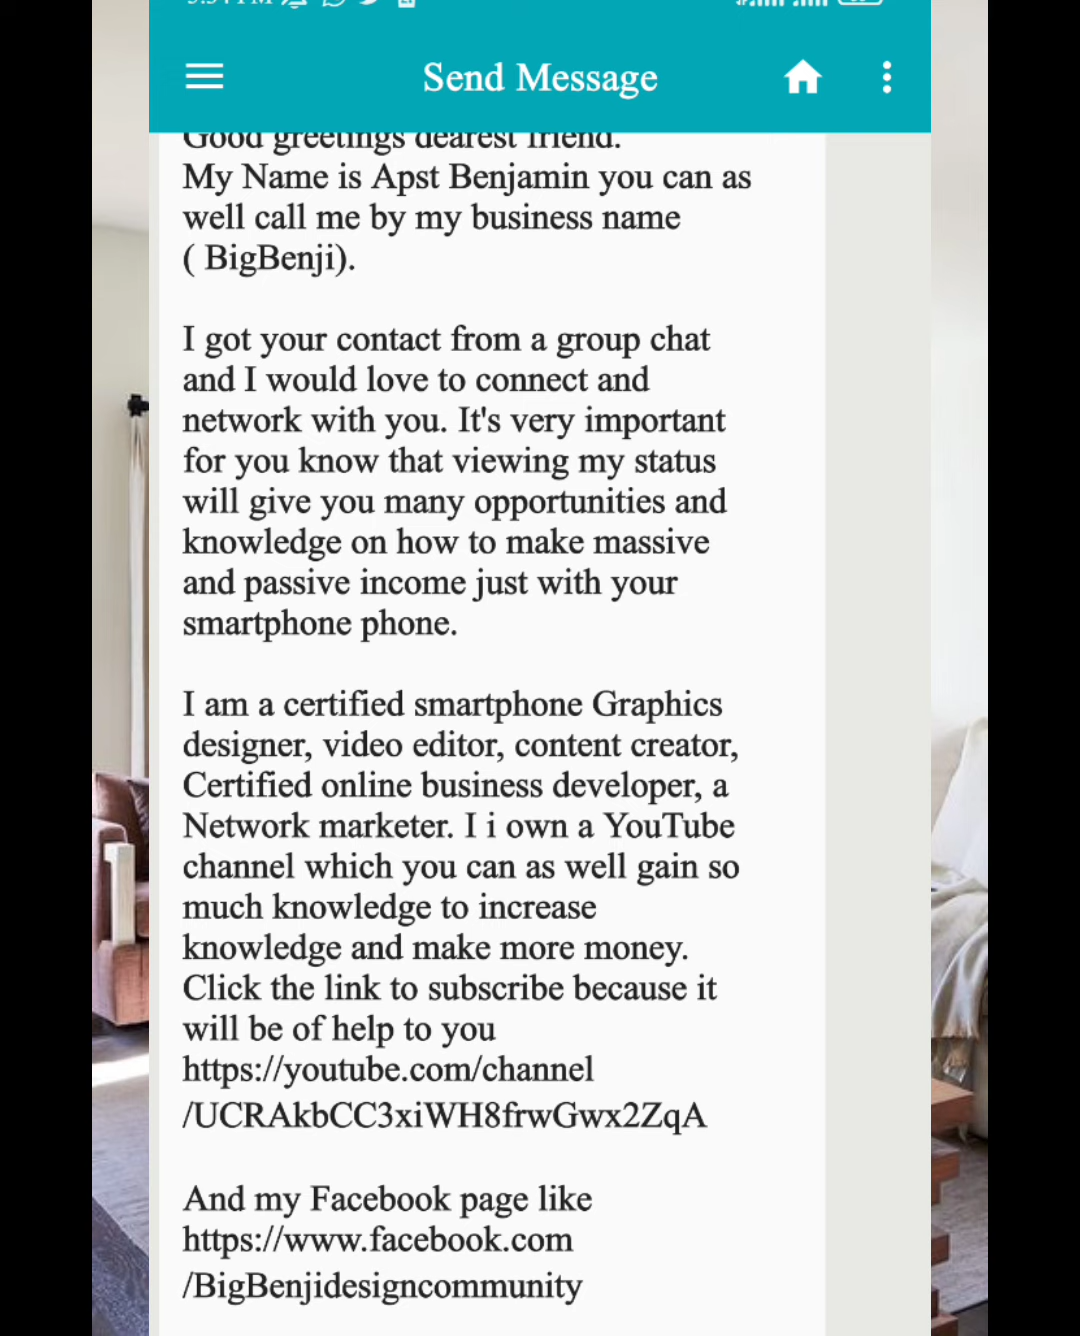 Send Message
Good greetings dearest friend.
My Name is Apst Benjamin you can as
well call me by my business name
( BigBenji).
I got your contact from a group chat
and I would love to connect and
network with you. It's very important
for you know that viewing my status
will give you many opportunities and
knowledge on how to make massive
and passive income just with your
smartphone phone.
I am a certified smartphone Graphics
designer, video editor, content creator,
Certified online business developer, a
Network marketer. I i own a YouTube
channel which you can as well gain so
much knowledge to increase
knowledge and make more money.
Click the link to subscribe because it
will be of help to you
https://youtube.com/channel
/UCRAkbCC3xiWH8frwGwx2ZqA
And my Facebook page like
https://www.facebook.com
/BigBenjidesigncommunity